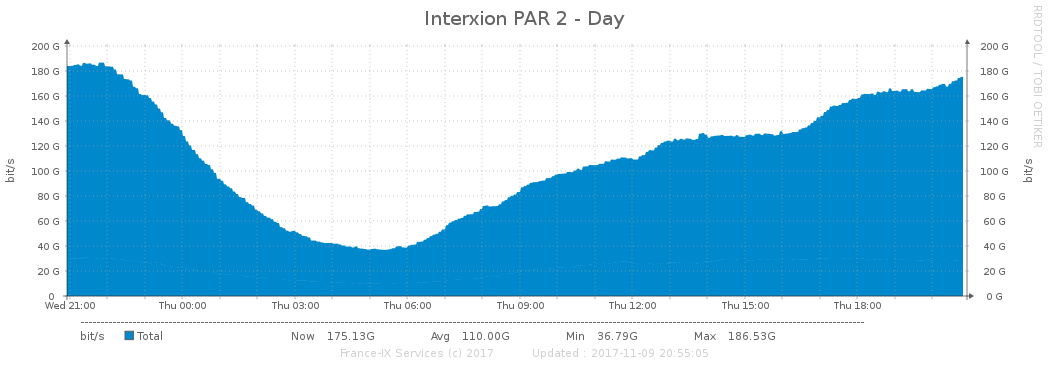 Interxion PAR 2 - Day
RRDTOOL / TOBI OETIKER
bit/s
200 G 200 G
180 G 180 G
160 G 160 G
140 G 140 G
120 G 120 G
100 G 100 G
80 G 80 G
60 G 60 G
40 G 40 G
20 G 20 G
0 0 G
bit/s
Wed 21:00 Thu 00:00 Thu 03:00 Thu 06:00 Thu 09:00 Thu 12:00 Thu 15:00 Thu 18:00
bit/s Total Now 175.13G Avg 110.00G Min 36.79G Max 186.53G
France-IX Services (c) 2017 Updated : 2017-11-09 20:55:05